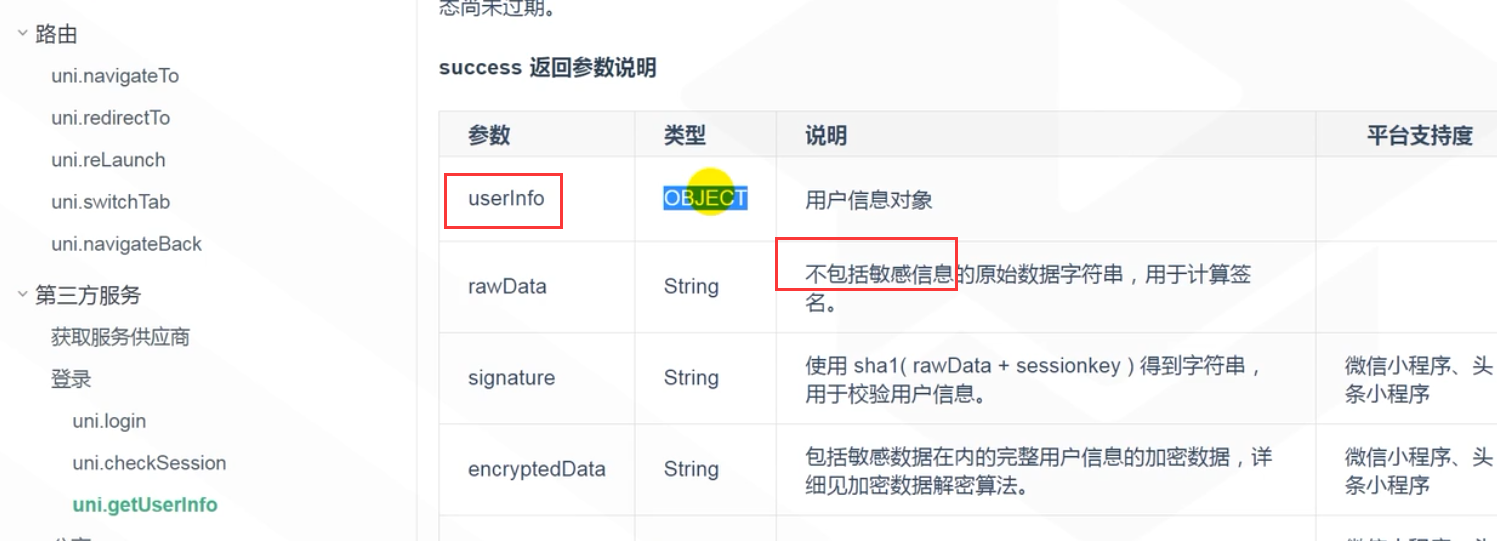 路由
uni.navigateTo
uni.redirectTo
uni.reLaunch
uni.switchTab
uni.navigateBack
第三方服务
获取服务供应商
登录
uni.login
uni.checkSession
uni.getUserInfo
态尚未过期。
success 返回参数说明
参数 类型 说明 平台支持度
userInfo OBJECT 用户信息对象
rawData String 不包括敏感信息的原始数据字符串，用于计算签
名。
signature String 使用 sha1( rawData + sessionkey ) 得到字符串，
用于校验用户信息。
微信小程序、头
条小程序
encryptedData String 包括敏感数据在内的完整用户信息的加密数据，详
细见加密数据解密算法。
微信小程序、头
条小程序